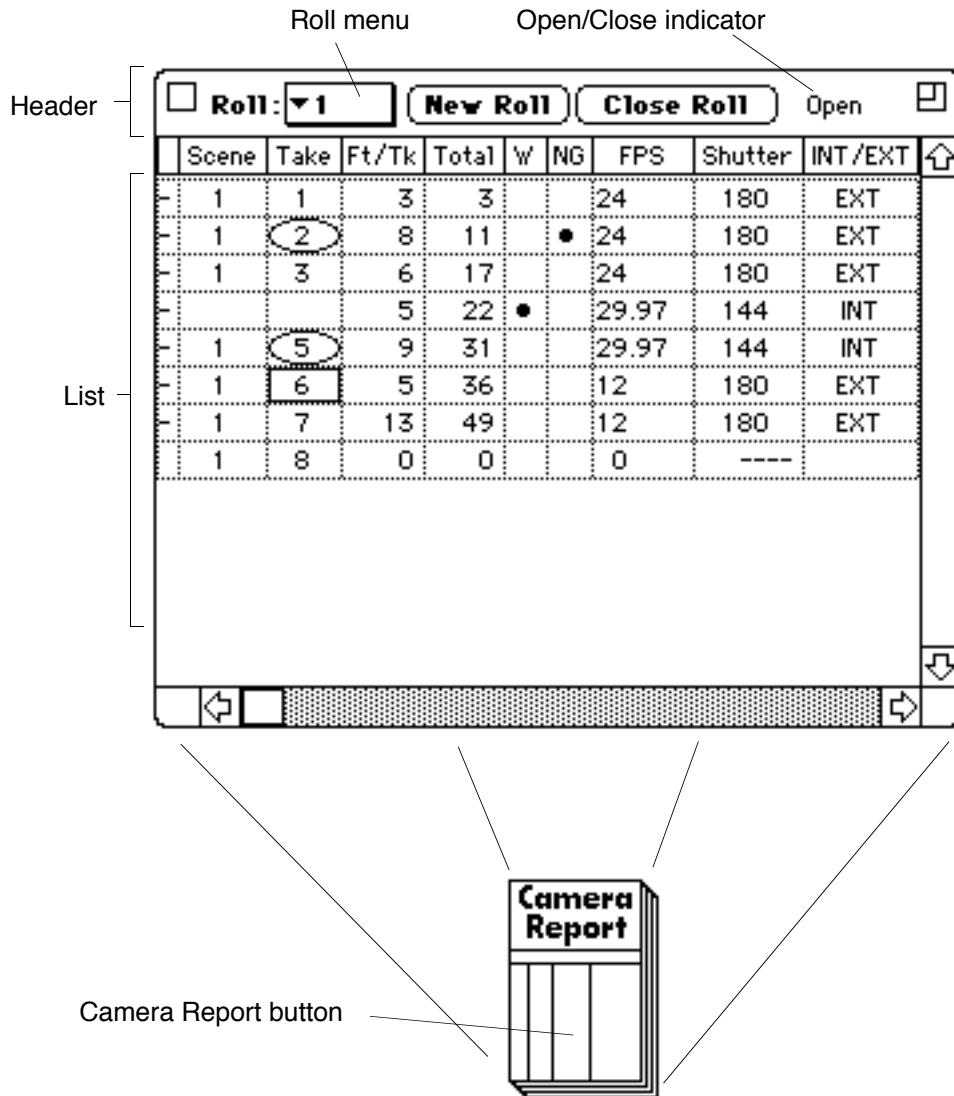 Roll menu Open/Close indicator
Header
Roll: 1 New Roll Close Roll Open
Scene Take Ft/Tk Total W NG FPS Shutter INT/EXT
1 1 3 3 24 180 EXT
1 2 8 11 • 24 180 EXT
1 3 6 17 24 180 EXT
5 22 • 29.97 144 INT
1 5 9 31 29.97 144 INT
List
1 6 5 36 12 180 EXT
1 7 13 49 12 180 EXT
1 8 0 0 0 ----
Camera
Report
Camera Report button